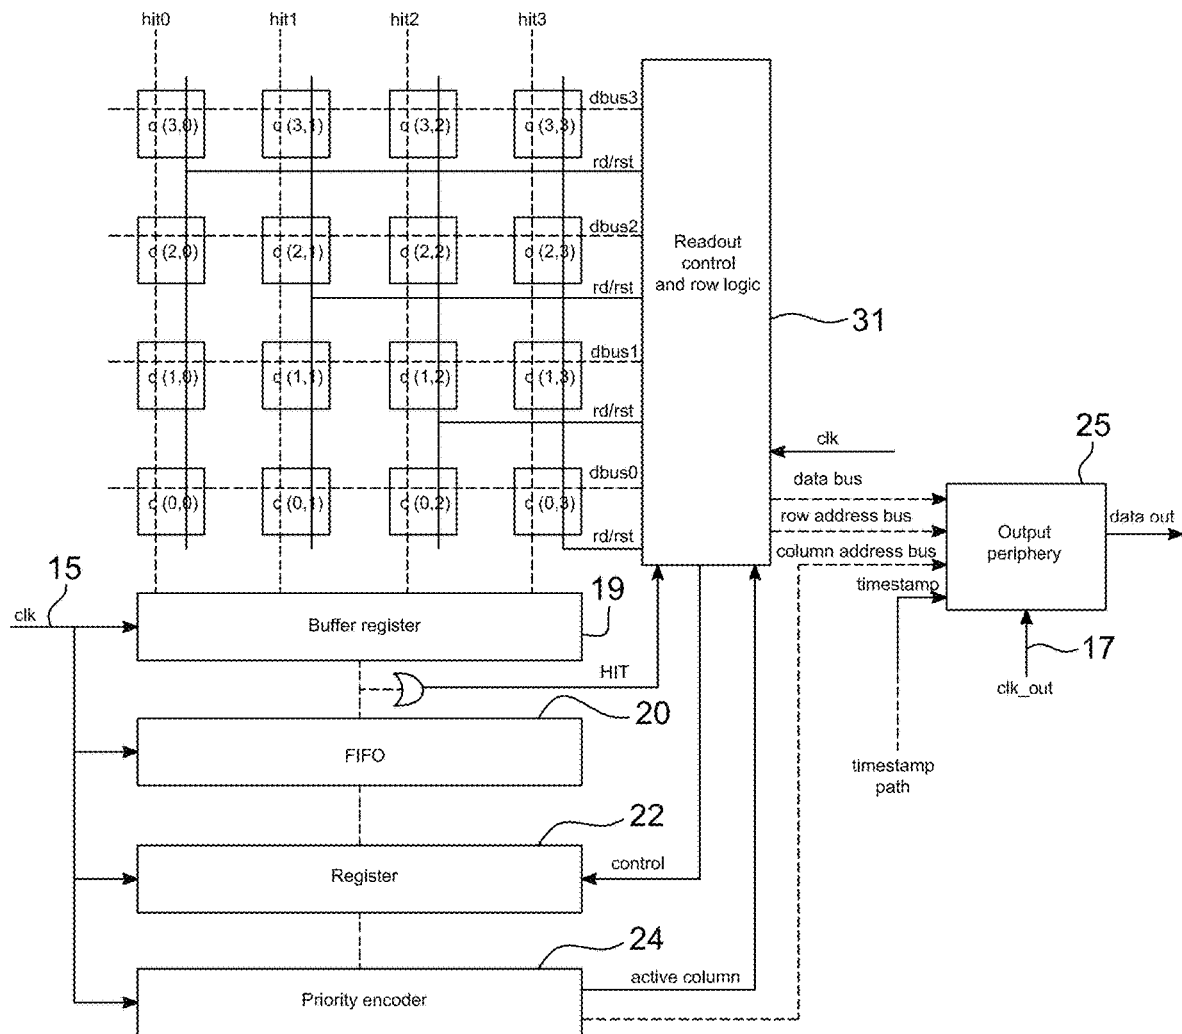 hit0 hit1 hit2 hit3
dbus3
c (3,0) c (3,1) c (3,2) c (3,3)
rd/rst
dbus2
c (2,0) c (2,1) c (2,2) c (2,3)
Readout
control
and row logic
rd/rst
31
dbus1
c (1,0) c (1,1) c (1,2) c (1,3)
rd/rst
clk
25
dbus0
data bus
c (0,0) c (0,1) c (0,2) c (0,3)
row address bus
data out
Output
periphery
rd/rst
column address bus
15
timestamp
19
clk
Buffer register
17
HIT
clk_out
20
FIFO
timestamp
path
22
control
Register
24
active column
Priority encoder